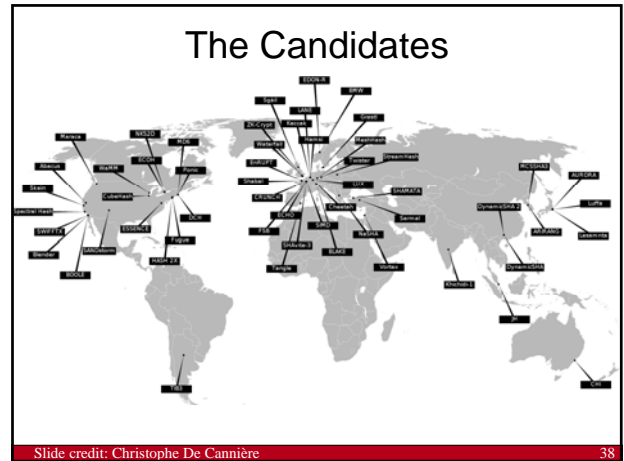 The Candidates
EDON-R
BMW
Sgàil
LANE
Grøstl
Keccak
ZK-Crypt
Hamsi
MeshHash
Maraca
NKS2D
MD6
Waterfall
StreamHash
ECOH
EnRUPT
Twister
MCSSHA3
Abacus
WaMM
Ponic
AURORA
Shabal
LUX
Skein
CubeHash
SHAMATA
CRUNCH
Cheetah
DynamicSHA 2
Luffa
Spectral Hash
DCH
ECHO
Sarmal
ESSENCE
SIMD
NaSHA
ARIRANG
Lesamnta
SWIFFTX
FSB
SANDstorm
Fugue
SHAvite-3
BLAKE
Blender
HASH 2X
Tangle
Vortex
DynamicSHA
BOOLE
Khichidi-1
JH
TIB3
CHI
Slide credit: Christophe De Cannière
38